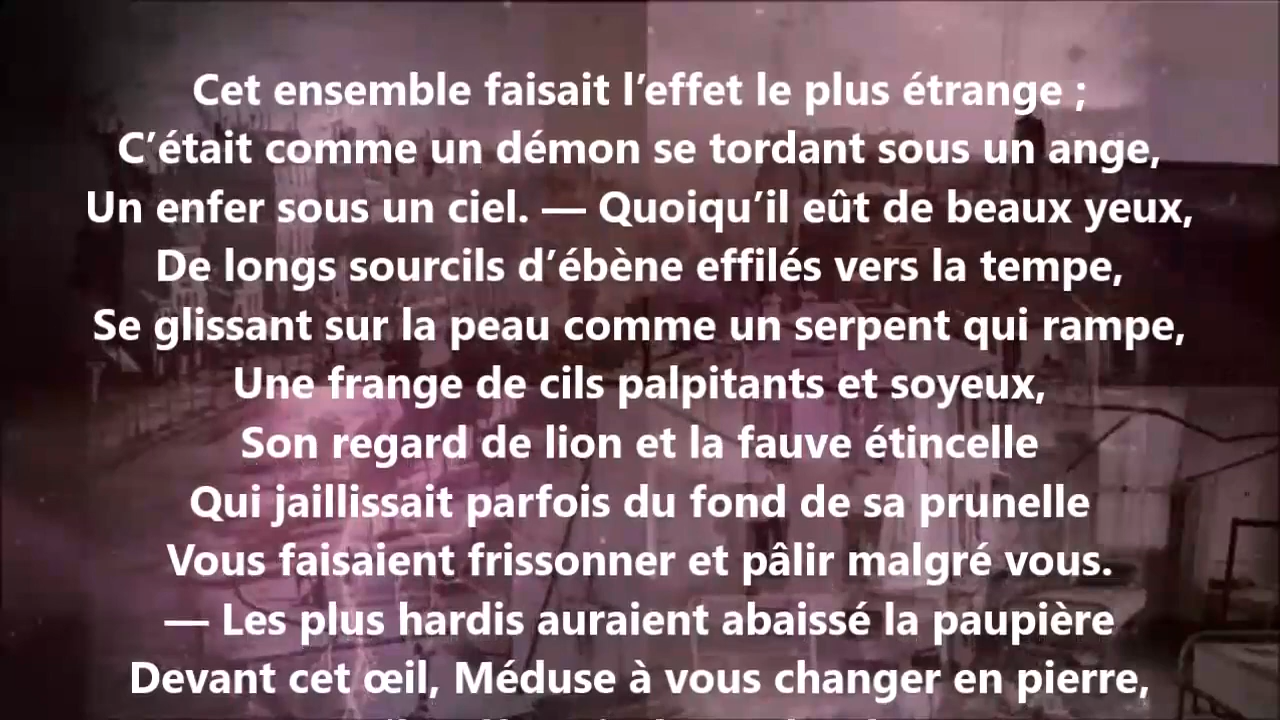 Cet ensemble faisait l’effet le plus étrange ;
C’était comme un démon se tordant sous un ange,
Un enfer sous un ciel. — Quoiqu’il eût de beaux yeux,
De longs sourcils d’ébène effilés vers la tempe,
Se glissant sur la peau comme un serpent qui rampe,
Une frange de cils palpitants et soyeux,
Son regard de lion et la fauve étincelle
Qui jaillissait parfois du fond de sa prunelle
Vous faisaient frissonner et pâlir malgré vous.
— Les plus hardis auraient abaissé la paupière
Devant cet œil, Méduse à vous changer en pierre,